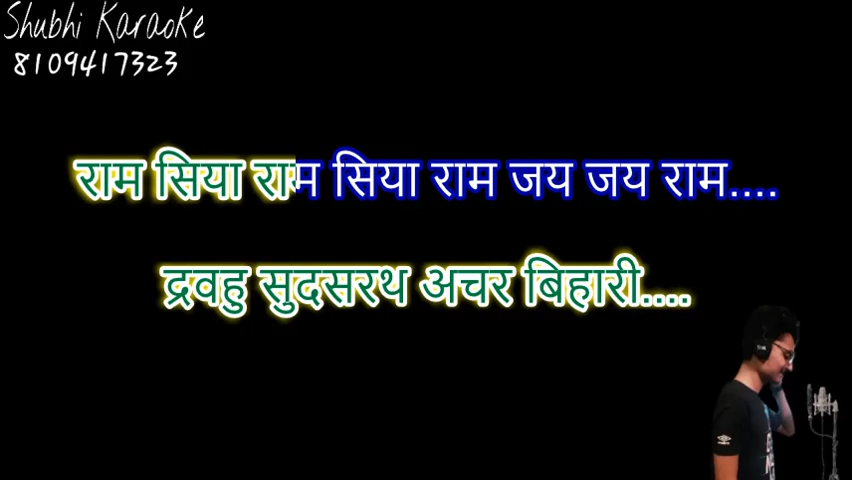 Shubhi Karaoke
8109417323
राम सिया राम सिया राम जय जय राम....
द्रवहु सुदसरथ अचर बिहारी....